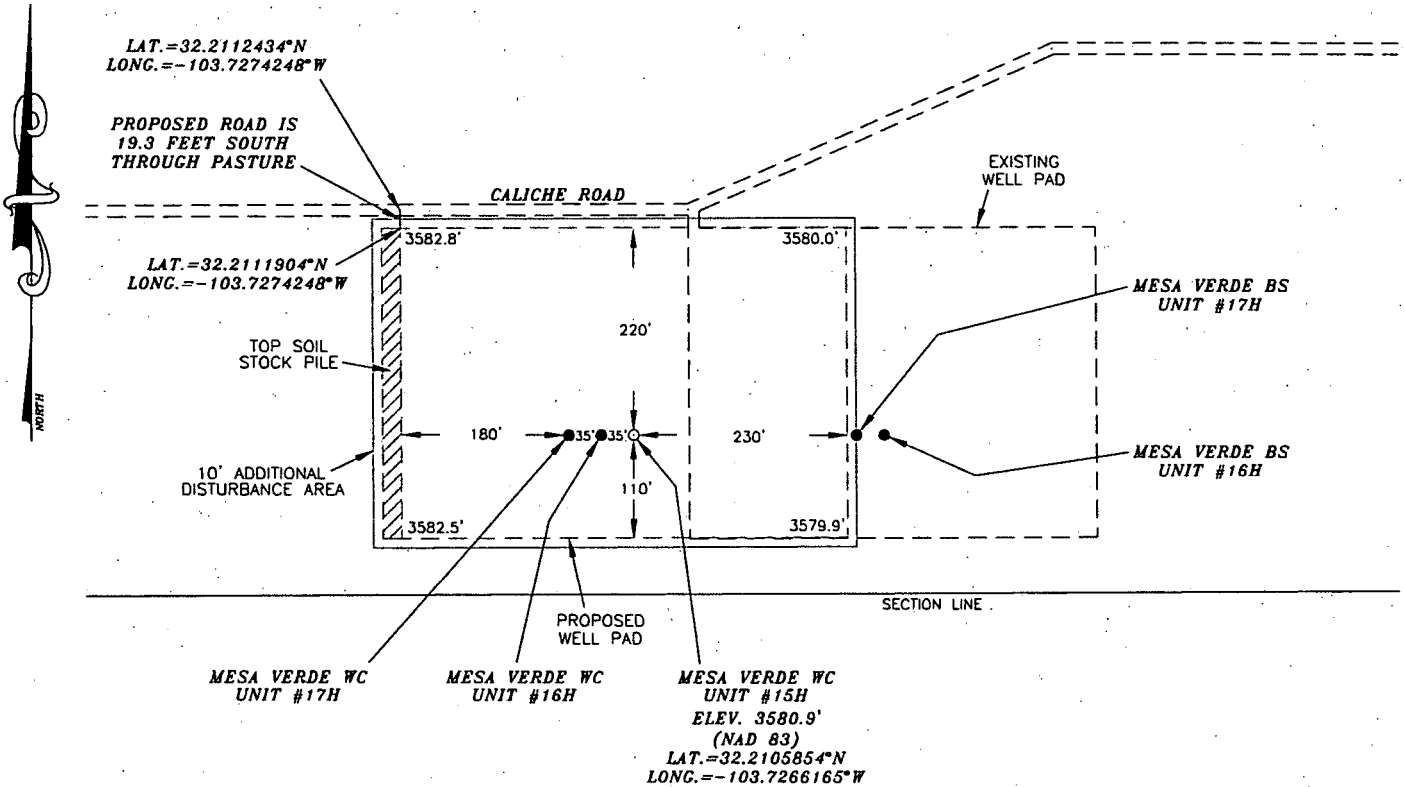 LAT.=32.2112434°N
LONG.=-103.7274248°W
PROPOSED ROAD IS
19.3 FEET SOUTH
THROUGH PASTURE
CALICHE ROAD
EXISTING
WELL PAD
LAT.=32.2111904°N
LONG.=-103.7274248°W
3582.8'
3580.0'
MESA VERDE BS
UNIT #17H
220'
TOP SOIL
STOCK PILE
NORTH
180'
35'
35'
230'
MESA VERDE BS
UNIT #16H
10' ADDITIONAL
DISTURBANCE AREA
110'
3582.5'
3579.9'
SECTION LINE
PROPOSED
WELL PAD
MESA VERDE WC
UNIT #17H
MESA VERDE WC
UNIT #16H
MESA VERDE WC
UNIT #15H
ELEV. 3580.9'
(NAD 83)
LAT.=32.2105854°N
LONG.=-103.7266165°W